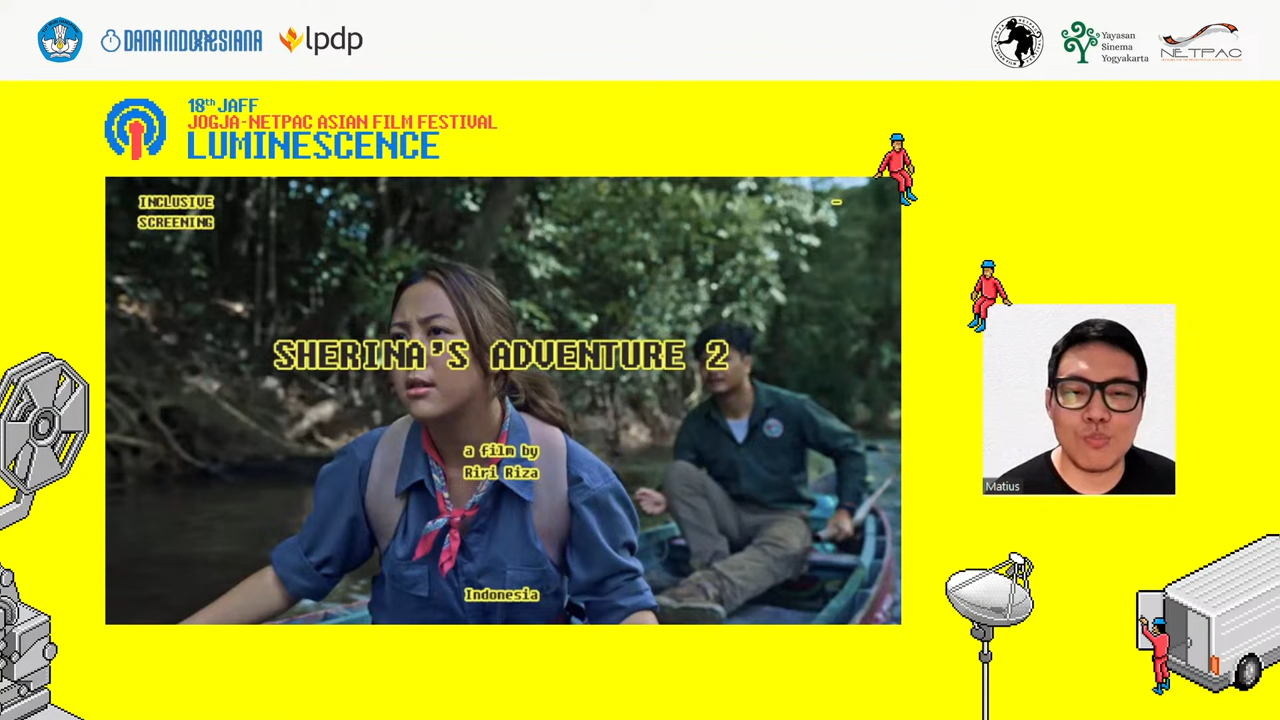 DANA INDONESIANA
lpdp
Yayasan
Sinema
Yogyakarta
NETPAC
18th JAFF
JOGJA-NETPAC ASIAN FILM FESTIVAL
LUMINESCENCE
INCLUSIVE
SCREENING
SHERINA'S ADVENTURE 2
a film by
Riri Riza
Indonesia
Matius